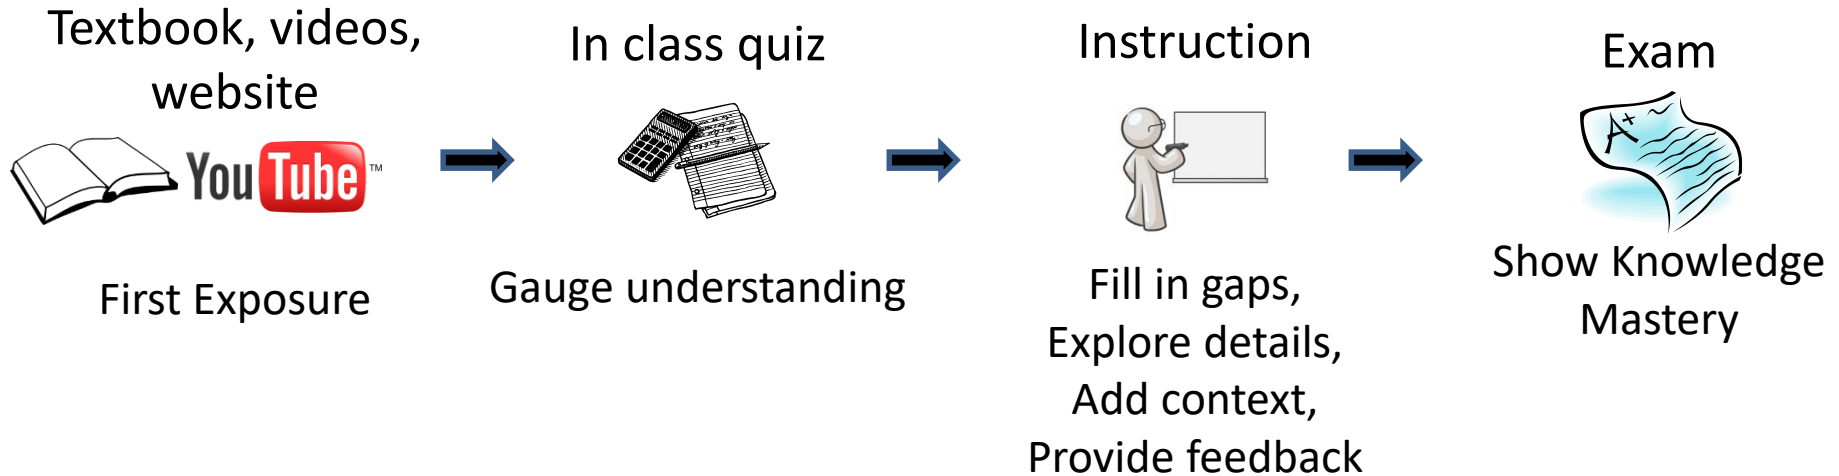 Textbook, videos,
website
YouTube™
First Exposure
In class quiz
Gauge understanding
Instruction
Fill in gaps,
Explore details,
Add context,
Provide feedback
Exam
A+
Show Knowledge
Mastery